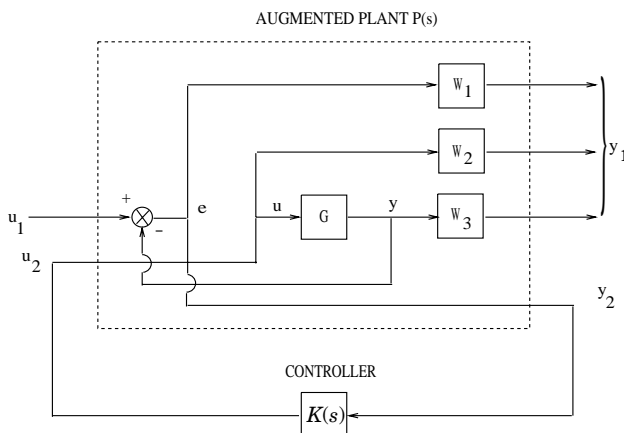 AUGMENTED PLANT P(s)
W1
W2
y1
+
u1
e
u
G
y
W3
−
u2
y2
CONTROLLER
K(s)